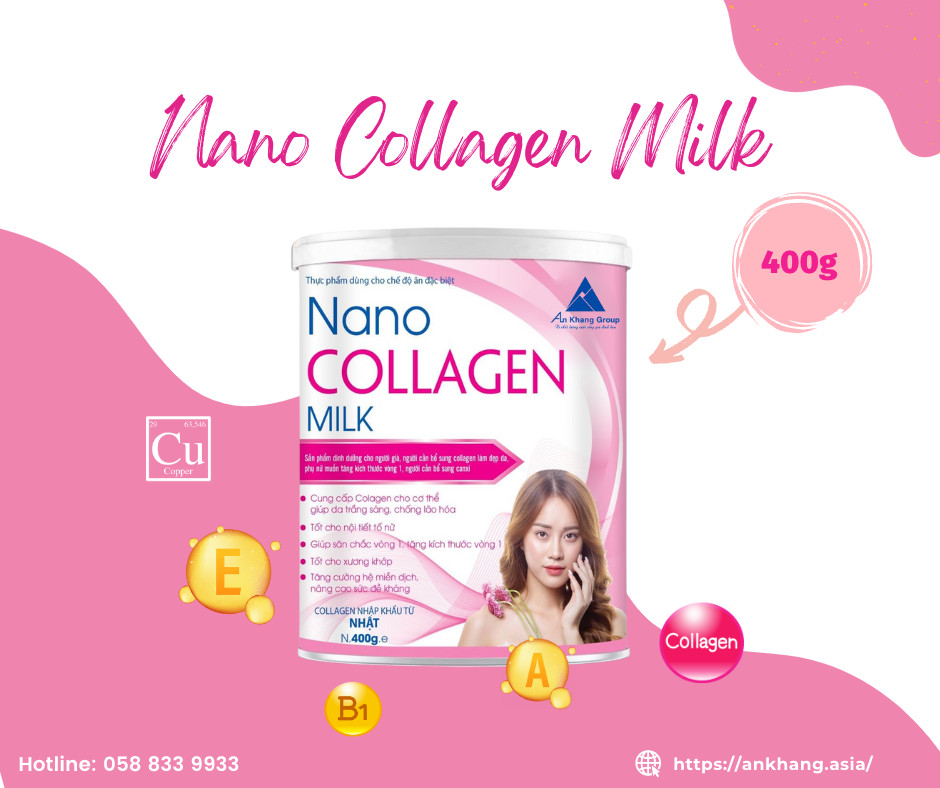 Nano Collagen Milk
400g
Thực phẩm dùng cho chế độ ăn đặc biệt
Nano
COLLAGEN
MILK
An Khang Group
Sản phẩm dinh dưỡng cho người già, người cần bổ sung collagen làm đẹp da,
phụ nữ muốn tăng kích thước vòng 1, người cần bổ sung canxi
Cung cấp Colagen cho cơ thể
giúp da trắng sáng, chống lão hóa
Tốt cho nội tiết tố nữ
Giúp săn chắc vòng 1, tăng kích thước vòng 1
Tốt cho xương khớp
Tăng cường hệ miễn dịch,
nâng cao sức đề kháng
COLLAGEN NHẬP KHẨU TỪ
NHẬT
N.400g.e
29 63,546
Cu
Copper
E
A
Collagen
B1
Hotline: 058 833 9933
https://ankhang.asia/